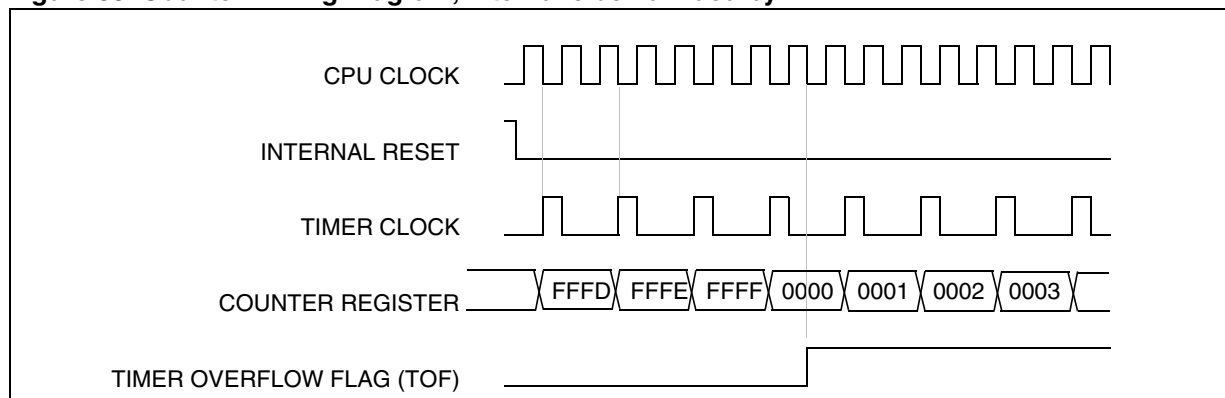 CPU CLOCK
INTERNAL RESET
TIMER CLOCK
COUNTER REGISTER
FFFD FFFE FFFF 0000 0001 0002 0003
TIMER OVERFLOW FLAG (TOF)